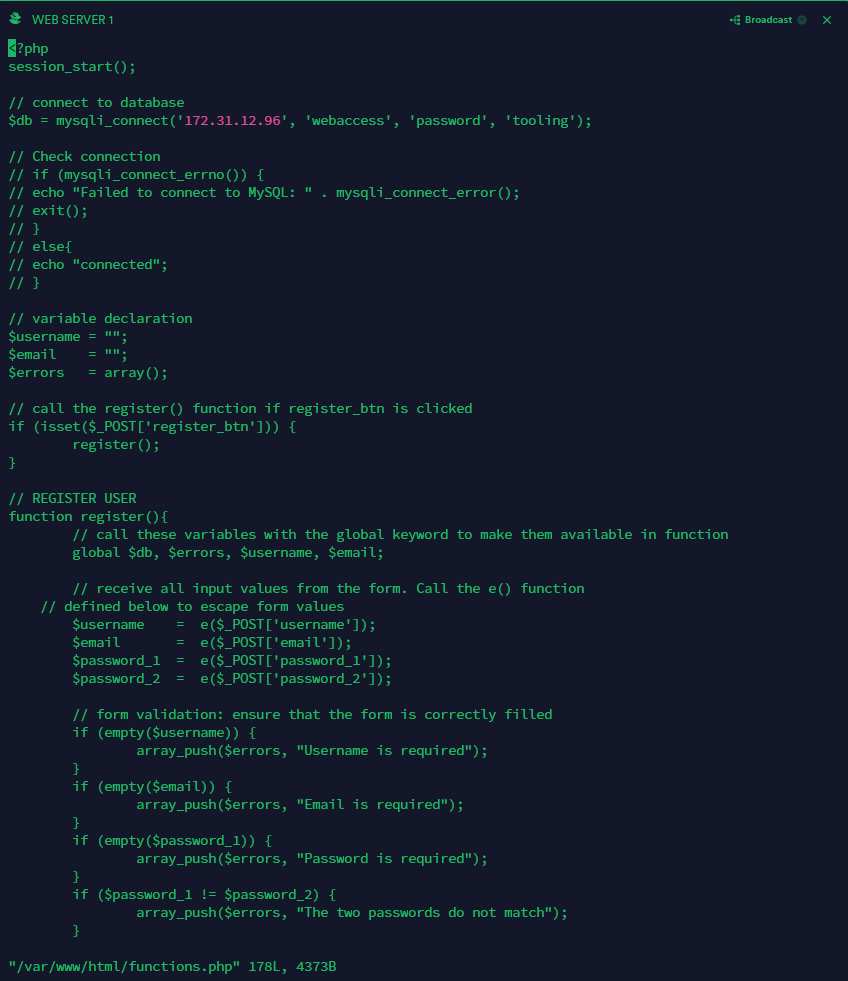 WEB SERVER 1
Broadcast
<?php
session_start();

// connect to database
$db = mysqli_connect('172.31.12.96', 'webaccess', 'password', 'tooling');

// Check connection
// if (mysqli_connect_errno()) {
// echo "Failed to connect to MySQL: " . mysqli_connect_error();
// exit();
// }
// else{
// echo "connected";
// }

// variable declaration
$username = "";
$email    = "";
$errors   = array();

// call the register() function if register_btn is clicked
if (isset($_POST['register_btn'])) {
        register();
}

// REGISTER USER
function register(){
        // call these variables with the global keyword to make them available in function
        global $db, $errors, $username, $email;

        // receive all input values from the form. Call the e() function
    // defined below to escape form values
        $username    =  e($_POST['username']);
        $email       =  e($_POST['email']);
        $password_1  =  e($_POST['password_1']);
        $password_2  =  e($_POST['password_2']);

        // form validation: ensure that the form is correctly filled
        if (empty($username)) {
                array_push($errors, "Username is required");
        }
        if (empty($email)) {
                array_push($errors, "Email is required");
        }
        if (empty($password_1)) {
                array_push($errors, "Password is required");
        }
        if ($password_1 != $password_2) {
                array_push($errors, "The two passwords do not match");
        }

"/var/www/html/functions.php" 178L, 4373B